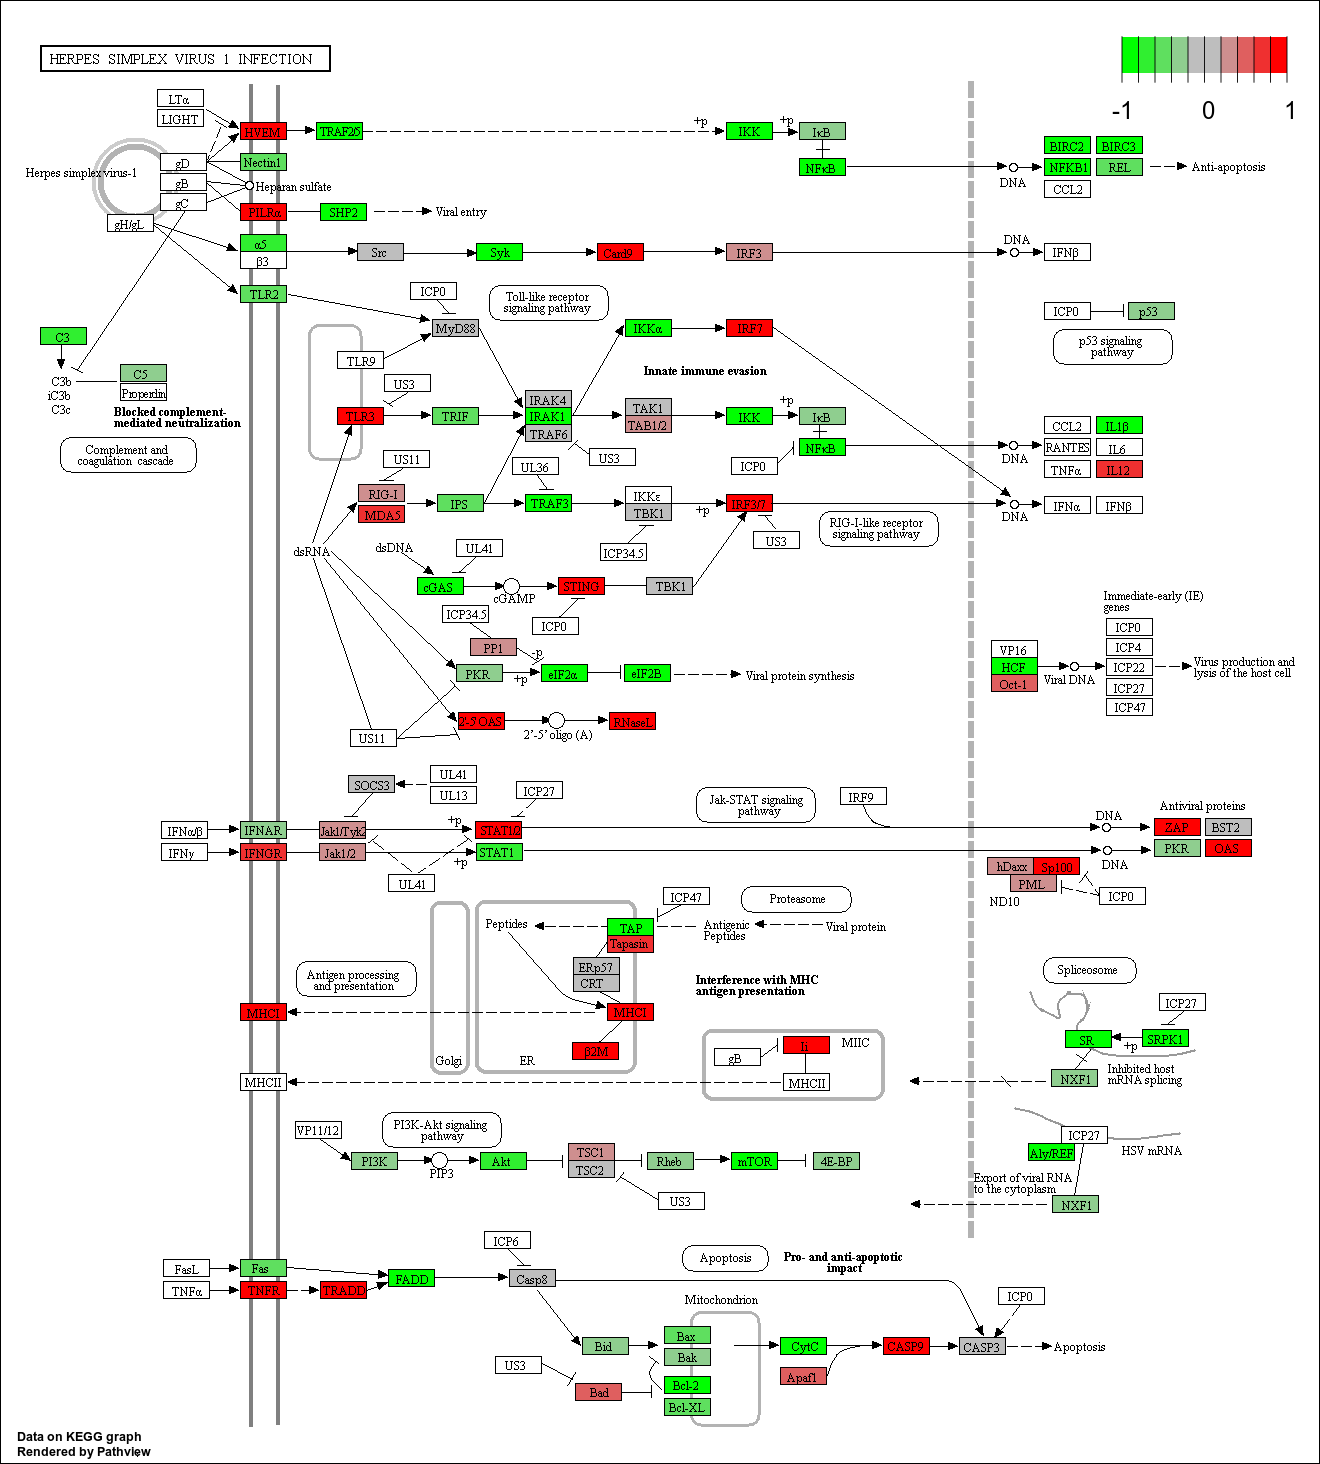 HERPES SIMPLEX VIRUS 1 INFECTION
-1 0 1
LTα
LIGHT
HVEM
TRAF2/5
+p
IKK
+p
IκB
NFκB
DNA
BIRC2 BIRC3
NFKB1 REL
CCL2
Anti-apoptosis
Herpes simplex virus-1
gD
gB
gC
gH/gL
Nectin1
Heparan sulfate
PILRα
SHP2
Viral entry
α5
β3
Src
Syk
Card9
IRF3
DNA
IFNβ
TLR2
ICP0
MyD88
Toll-like receptor
signaling pathway
IKKα
IRF7
ICP0
p53
p53 signaling
pathway
C3
C3b
iC3b
C3c
C5
Properdin
Blocked complement-
mediated neutralization
Complement and
coagulation cascade
TLR9
US3
TLR3
TRIF
IRAK4
IRAK1
TRAF6
US3
TAK1
TAB1/2
Innate immune evasion
IKK
+p
IκB
NFκB
ICP0
DNA
CCL2 IL1β
RANTES IL6
TNFα IL12
US11
RIG-I
MDA5
IPS
UL36
TRAF3
IKKε
TBK1
ICP34.5
+p
IRF3/7
US3
RIG-I-like receptor
signaling pathway
DNA
IFNα IFNβ
dsRNA
dsDNA
UL41
cGAS
cGAMP
STING
ICP0
TBK1
ICP34.5
PP1
-p
PKR
+p
eIF2α
eIF2B
Viral protein synthesis
2'-5'OAS
2'-5' oligo (A)
RNaseL
US11
Immediate-early (IE)
genes
VP16
HCF
Oct-1
Viral DNA
ICP0
ICP4
ICP22
ICP27
ICP47
Virus production and
lysis of the host cell
SOCS3
UL41
UL13
ICP27
Jak-STAT signaling
pathway
IRF9
IFNα/β
IFNAR
Jak1/Tyk2
+p
IFNγ
IFNGR
Jak1/2
+p
STAT1
UL41
DNA
DNA
Antiviral proteins
ZAP BST2
PKR OAS
hDaxx Sp100
PML
ND10
ICP0
ICP47
Proteasome
Peptides
TAP
Tapasin
Antigenic
Peptides
Viral protein
ERp57
CRT
Antigen processing
and presentation
Interference with MHC
antigen presentation
MHCI
MHCI
β2M
Golgi
ER
gB
Ii
MIIC
MHCII
MHCII
Spliceosome
ICP27
SR
+p
SRPK1
NXF1
Inhibited host
mRNA splicing
VP11/12
PI3K-Akt signaling
pathway
PI3K
PIP3
Akt
TSC1
TSC2
US3
Rheb
mTOR
4E-BP
ICP27
Aly/REF
HSV mRNA
Export of viral RNA
to the cytoplasm
NXF1
FasL
Fas
TNFα
TNFR
TRADD
FADD
ICP6
Casp8
Apoptosis
Pro- and anti-apoptotic
impact
Mitochondrion
Bid
Bax
Bak
Bcl-2
Bcl-XL
US3
Bad
CytC
Apaf1
CASP9
CASP3
ICP0
Apoptosis
Data on KEGG graph
Rendered by Pathview